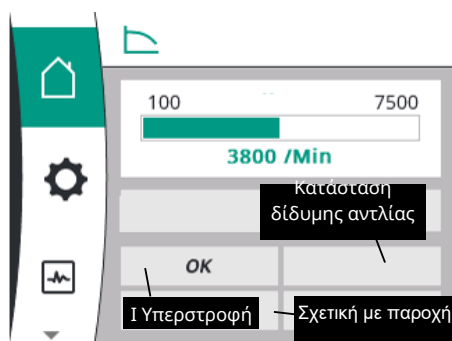 100 7500
3800 /Min
Κατάσταση
δίδυμης αντλίας
OK
Ι Υπερστροφή
Σχετική με παροχή